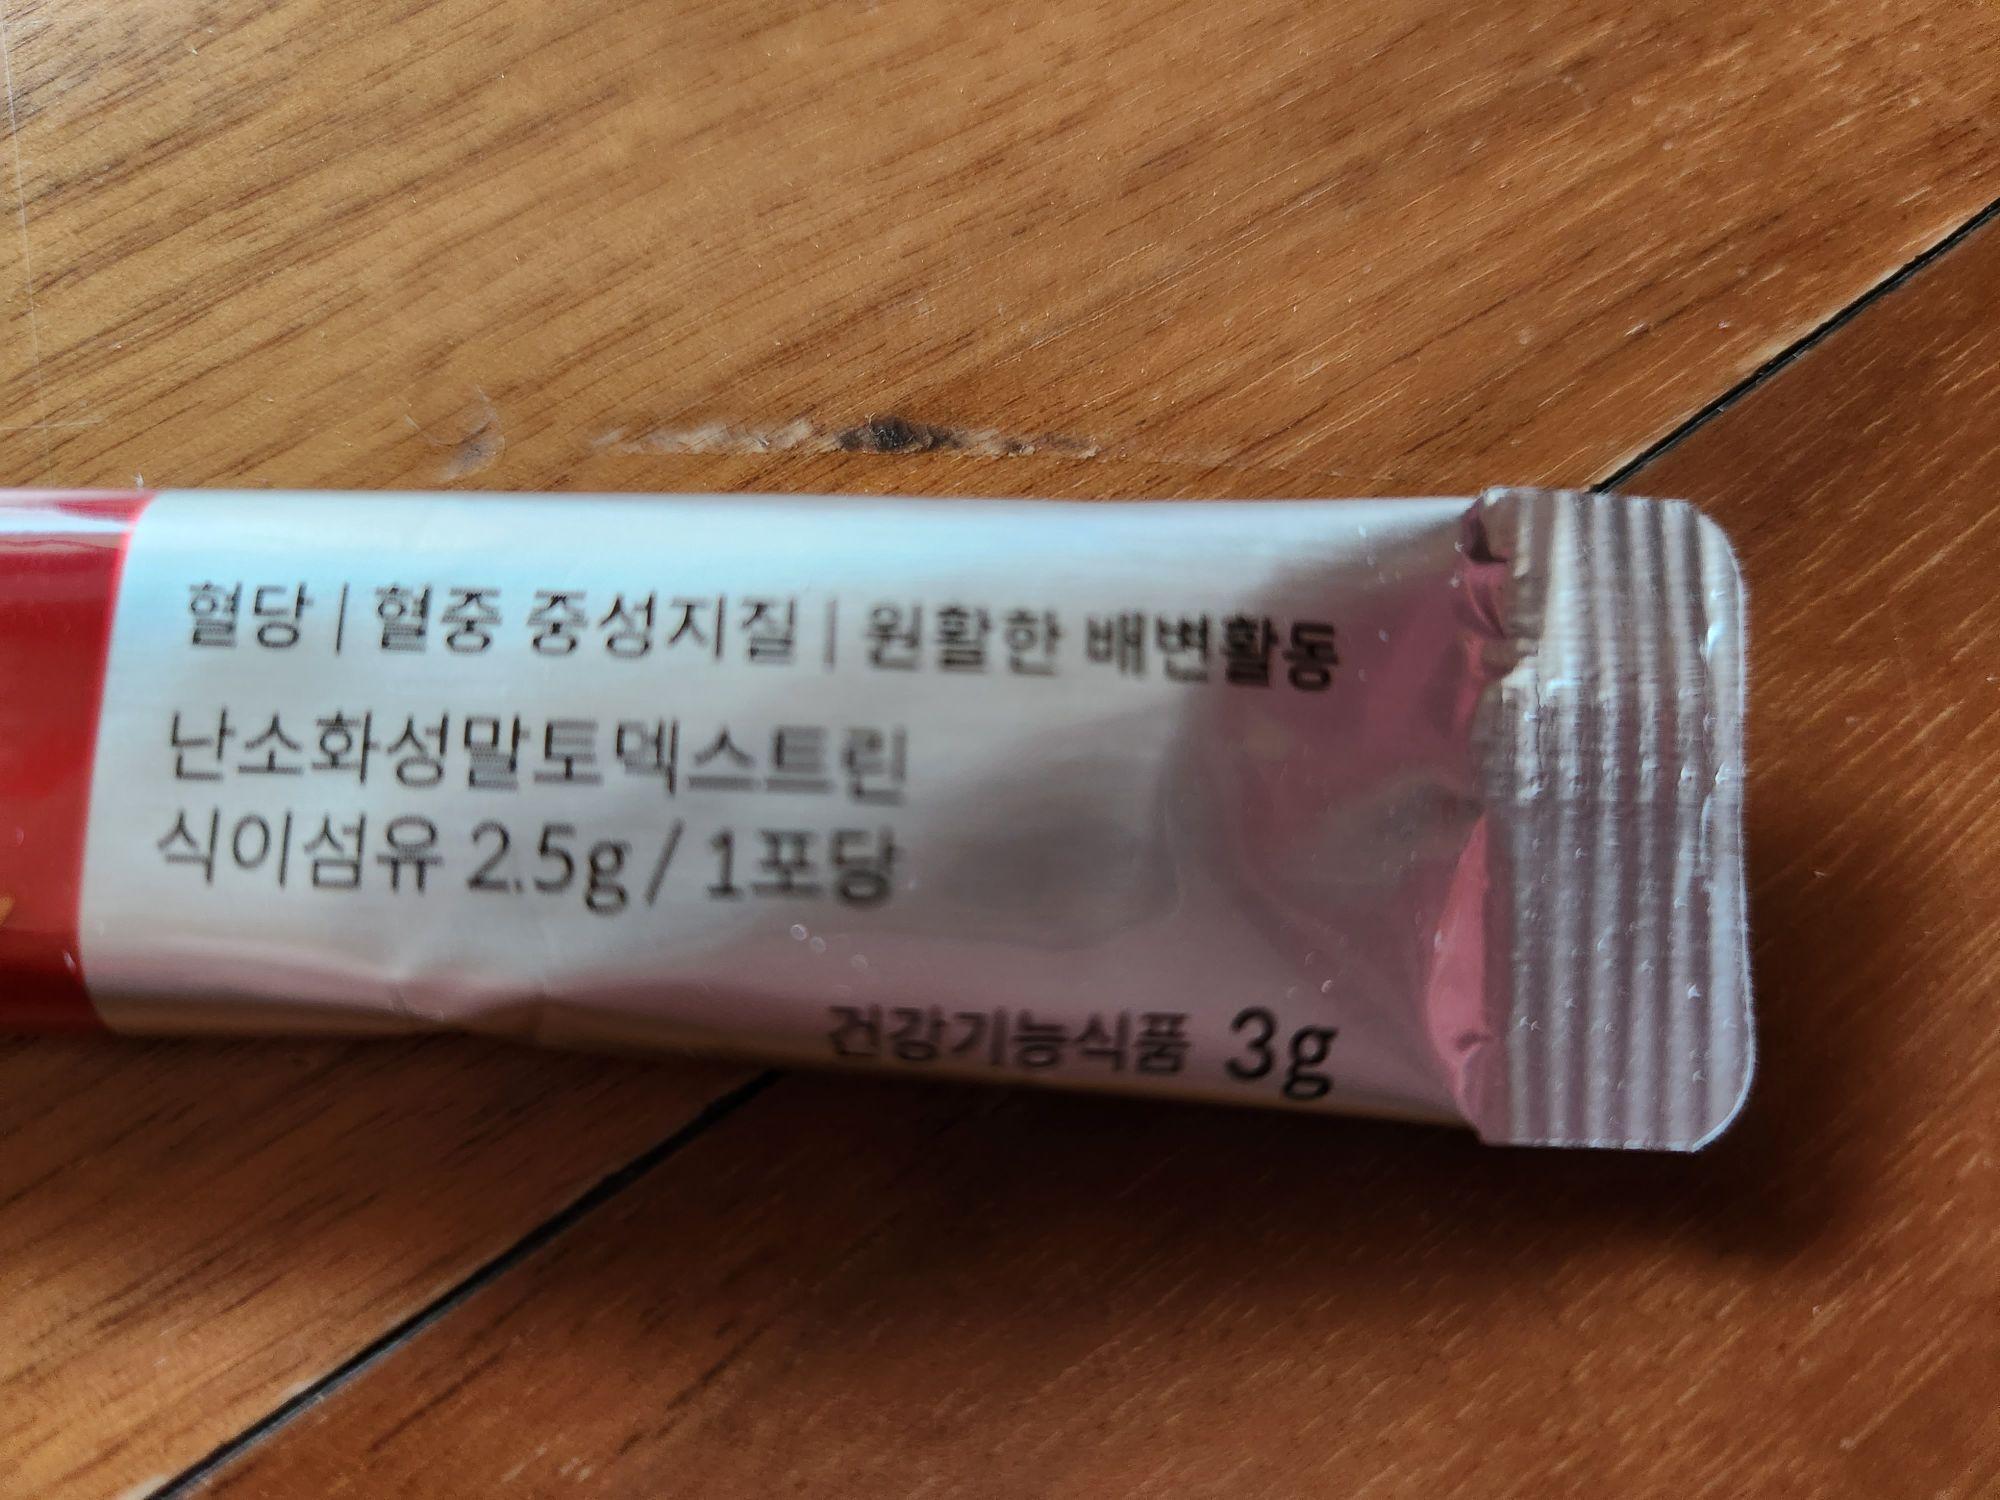 혈당 | 혈중 중성지질 | 원활한 배변활동
난소화성말토덱스트린
식이섬유 2.5g / 1포당
건강기능식품 3g